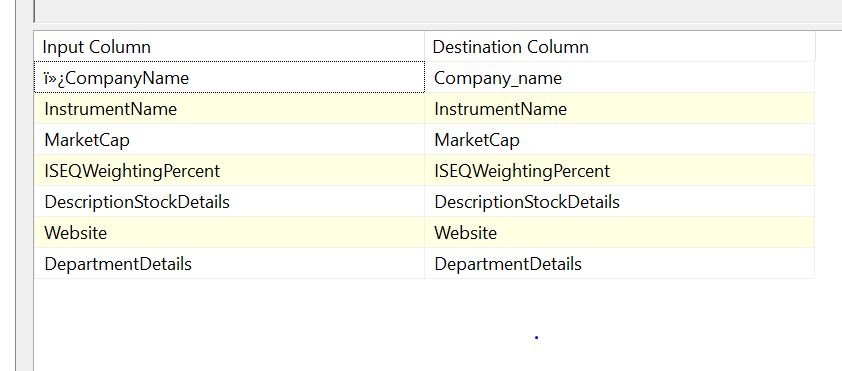 Input Column Destination Column
ï»¿CompanyName Company_name
InstrumentName InstrumentName
MarketCap MarketCap
ISEQWeightingPercent ISEQWeightingPercent
DescriptionStockDetails DescriptionStockDetails
Website Website
DepartmentDetails DepartmentDetails